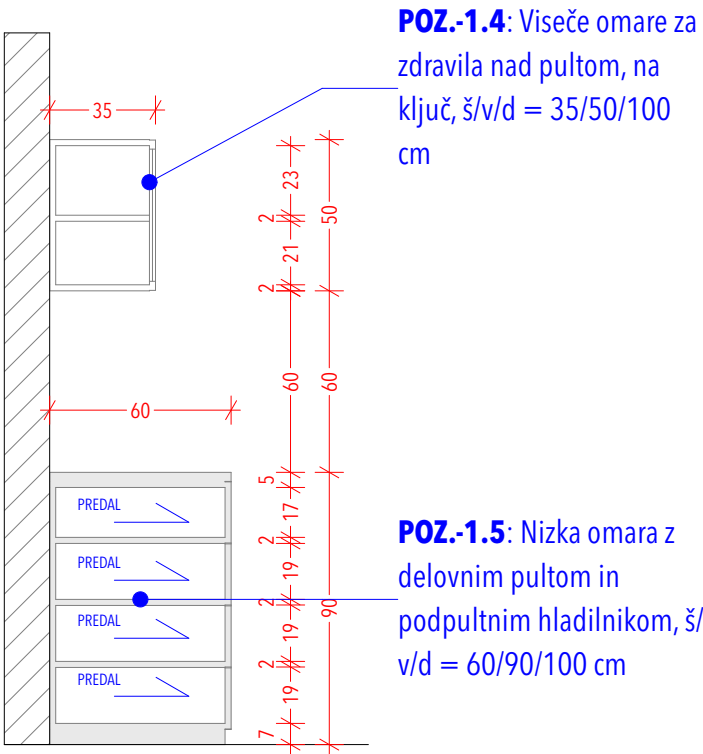 POZ.-1.4: Viseče omare za
zdravila nad pultom, na
ključ, š/v/d = 35/50/100
cm
35
23
2
50
21
2
60
60
60
5
PREDAL
17
2
PREDAL
19
2
90
PREDAL
19
2
PREDAL
19
7
POZ.-1.5: Nizka omara z
delovnim pultom in
podpultnim hladilnikom, š/
v/d = 60/90/100 cm